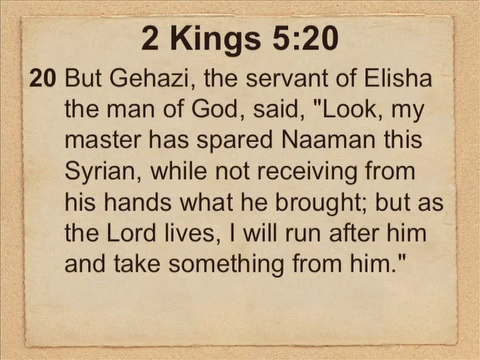 2 Kings 5:20
20 But Gehazi, the servant of Elisha
the man of God, said, "Look, my
master has spared Naaman this
Syrian, while not receiving from
his hands what he brought; but as
the Lord lives, I will run after him
and take something from him."